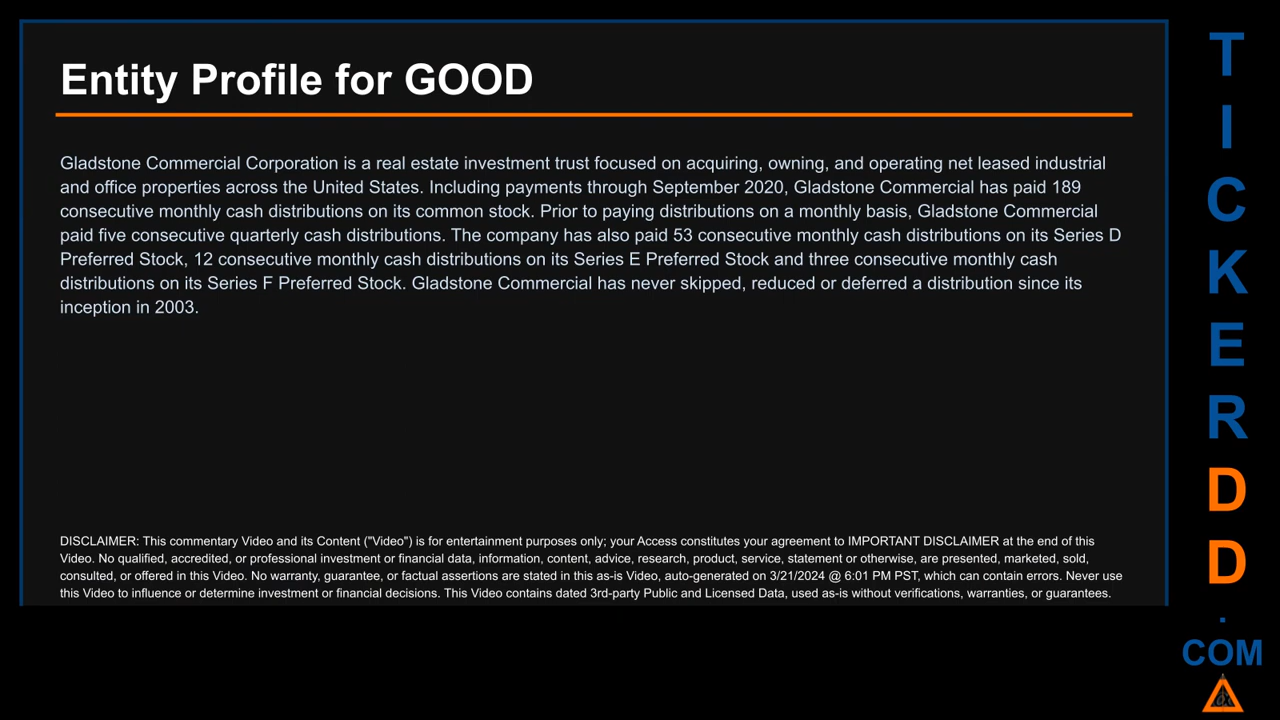 Entity Profile for GOOD
Gladstone Commercial Corporation is a real estate investment trust focused on acquiring, owning, and operating net leased industrial
and office properties across the United States. Including payments through September 2020, Gladstone Commercial has paid 189
consecutive monthly cash distributions on its common stock. Prior to paying distributions on a monthly basis, Gladstone Commercial
paid five consecutive quarterly cash distributions. The company has also paid 53 consecutive monthly cash distributions on its Series D
Preferred Stock, 12 consecutive monthly cash distributions on its Series E Preferred Stock and three consecutive monthly cash
distributions on its Series F Preferred Stock. Gladstone Commercial has never skipped, reduced or deferred a distribution since its
inception in 2003.
DISCLAIMER: This commentary Video and its Content ("Video") is for entertainment purposes only; your Access constitutes your agreement to IMPORTANT DISCLAIMER at the end of this
Video. No qualified, accredited, or professional investment or financial data, information, content, advice, research, product, service, statement or otherwise, are presented, marketed, sold,
consulted, or offered in this Video. No warranty, guarantee, or factual assertions are stated in this as-is Video, auto-generated on 3/21/2024 @ 6:01 PM PST, which can contain errors. Never use
this Video to influence or determine investment or financial decisions. This Video contains dated 3rd-party Public and Licensed Data, used as-is without verifications, warranties, or guarantees.
T
I
C
K
E
R
D
D
.
COM